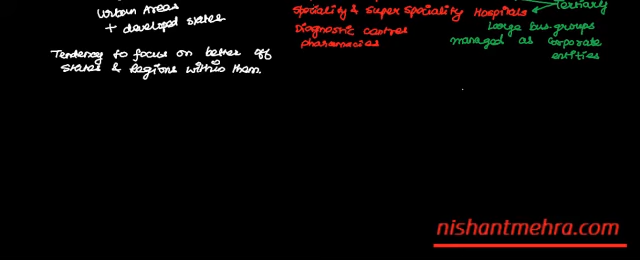 Urban Areas
+ developed states
Tendency to focus on better off
states & Regions within them.
Speciality & Super Speciality Hospitals
Diagnostic centres
pharamacies
Tertiary
Large bus. groups
managed as corporate
entities
nishantmehra.com